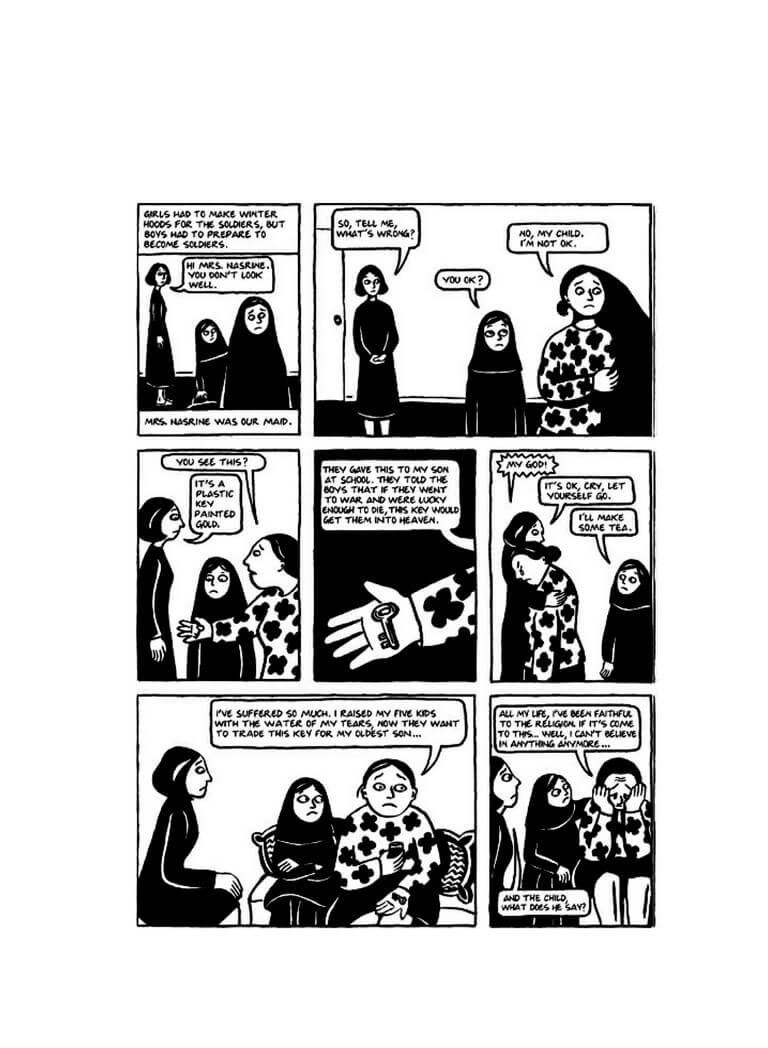 GIRLS HAD TO MAKE WINTER
HOODS FOR THE SOLDIERS, BUT
BOYS HAD TO PREPARE TO
BECOME SOLDIERS.
HI MRS. NASRINE.
YOU DON'T LOOK
WELL.
MRS. NASRINE WAS OUR MAID.
SO, TELL ME,
WHAT'S WRONG?
YOU OK?
NO, MY CHILD.
I'M NOT OK.
YOU SEE THIS?
IT'S A
PLASTIC
KEY
PAINTED
GOLD.
THEY GAVE THIS TO MY SON
AT SCHOOL. THEY TOLD THE
BOYS THAT IF THEY WENT
TO WAR AND WERE LUCKY
ENOUGH TO DIE, THIS KEY WOULD
GET THEM INTO HEAVEN.
MY GOD!
IT'S OK, CRY, LET
YOURSELF GO.
I'LL MAKE
SOME TEA.
I'VE SUFFERED SO MUCH. I RAISED MY FIVE KIDS
WITH THE WATER OF MY TEARS, NOW THEY WANT
TO TRADE THIS KEY FOR MY OLDEST SON...
ALL MY LIFE, I'VE BEEN FAITHFUL
TO THE RELIGION. IF IT'S COME
TO THIS... WELL, I CAN'T BELIEVE
IN ANYTHING ANYMORE...
AND THE CHILD,
WHAT DOES HE SAY?